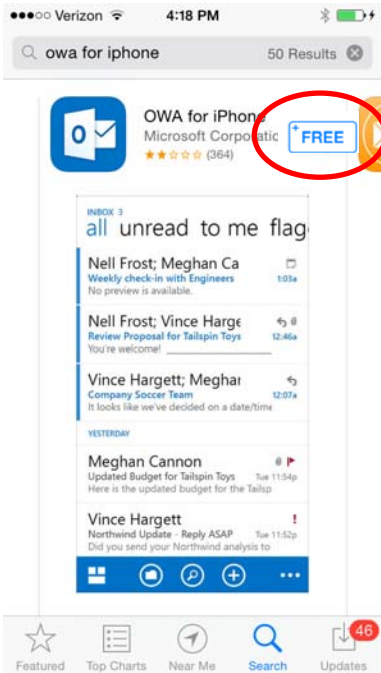 Verizon 4:18 PM
owa for iphone 50 Results
OWA for iPhone
Microsoft Corporatic + FREE
(364)
INBOX 3
all unread to me flag
Nell Frost; Meghan Ca
Weekly check-in with Engineers 1:03a
No preview is available.
Nell Frost; Vince Harge
Review Proposal for Tailspin Toys 12:46a
You're welcome!
Vince Hargett; Meghar
Company Soccer Team 12:07a
It looks like we've decided on a date/time
YESTERDAY
Meghan Cannon
Updated Budget for Tailspin Toys Tue 11:54p
Here is the updated budget for the Tailsp
Vince Hargett
Northwind Update - Reply ASAP Tue 11:52p
Did you send your Northwind analysis to
46
Featured Top Charts Near Me Search Updates